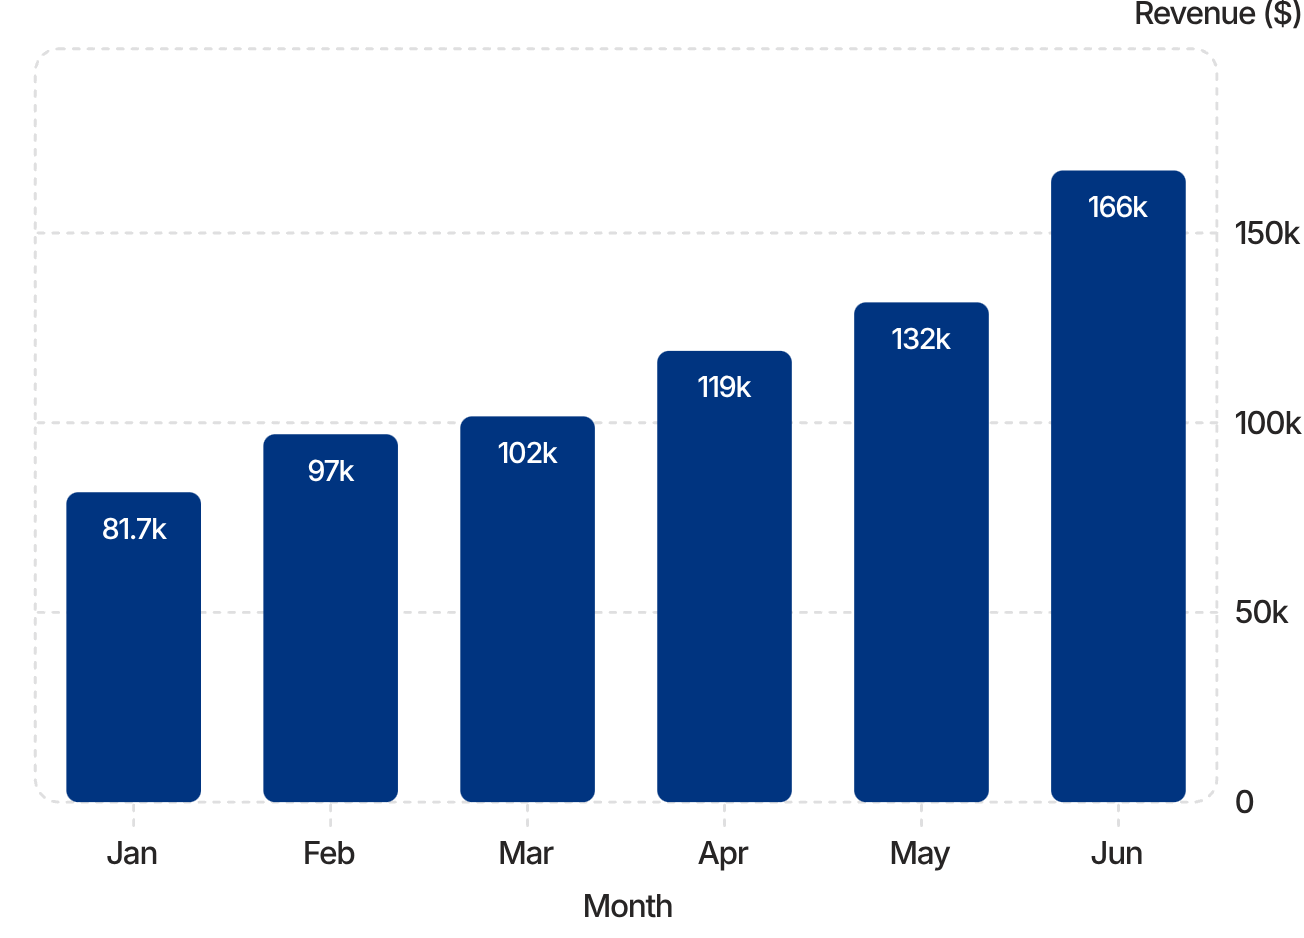 Revenue ($)
166k
150k
132k
119k
100k
102k
97k
81.7k
50k
0
Jan Feb Mar Apr May Jun
Month